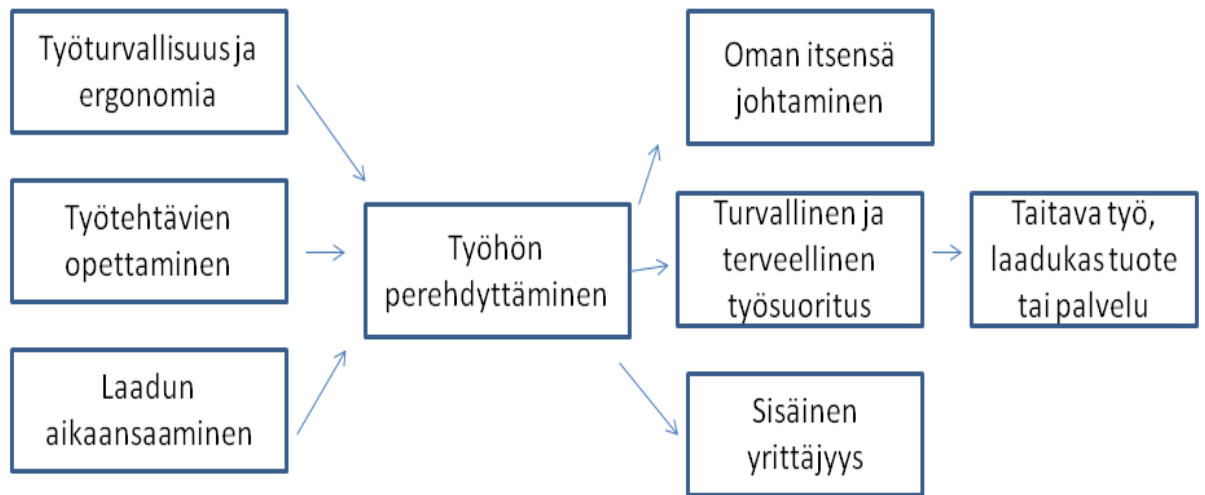 Työturvallisuus ja
ergonomia
Työtehtävien
opettaminen
Laadun
aikaansaaminen
Työhön
perehdyttäminen
Oman itsensä
johtaminen
Turvallinen ja
terveellinen
työsuoritus
Sisäinen
yrittäjyys
Taitava työ,
laadukas tuote
tai palvelu